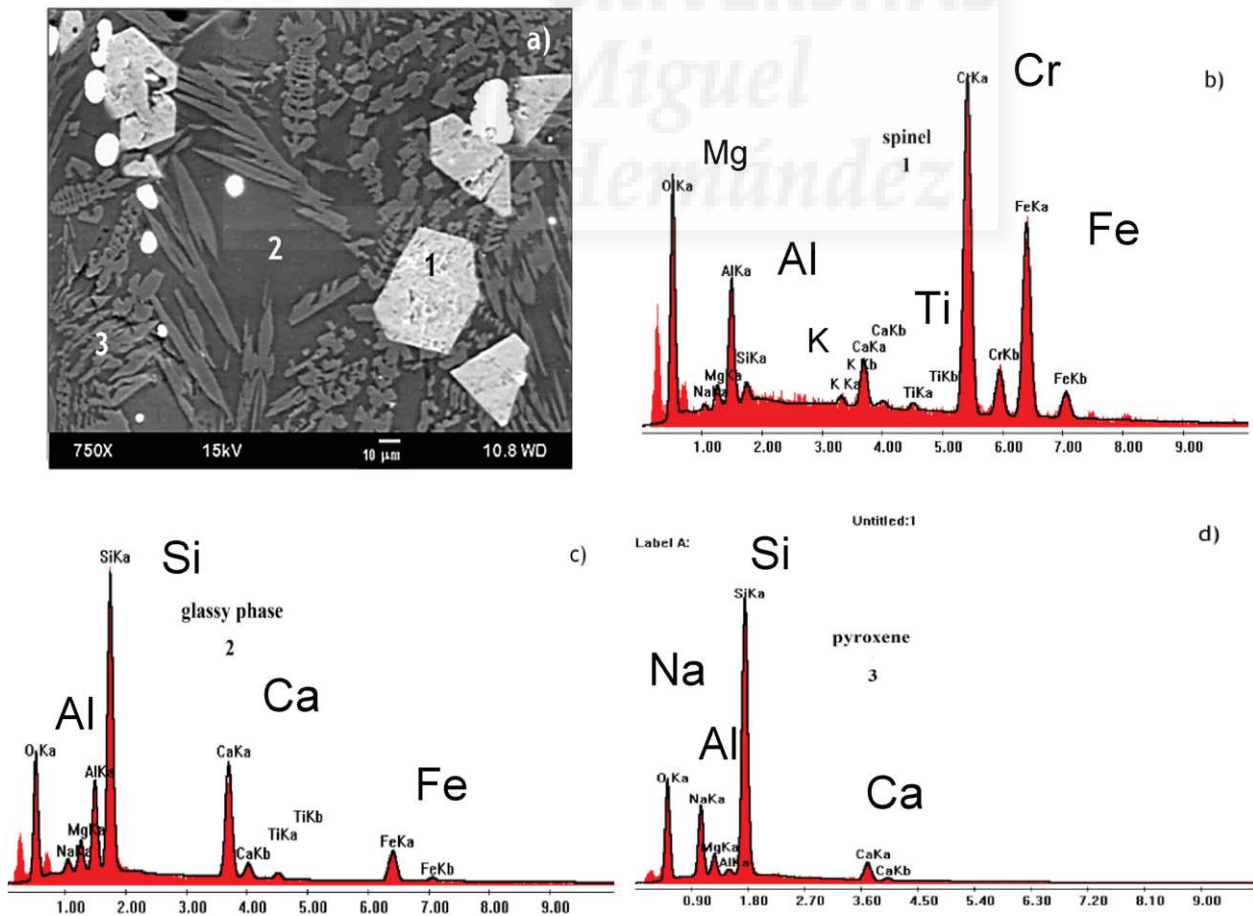 UNIVERSITAS
Miguel
Hernández
a)
1
2
3
750X 15kV 10 µm 10.8 WD
b)
Cr
CrKa
spinel
1
Mg
O Ka
FeKa
Fe
Al
AlKa
Ti
K
CaKb
CaKa
K Kb
SiKa
MgKa
NaKa
K Ka
TiKb
TiKa
CrKb
FeKb
1.00 2.00 3.00 4.00 5.00 6.00 7.00 8.00 9.00
c)
SiKa
Si
glassy phase
2
Al
Ca
O Ka
CaKa
AlKa
Fe
TiKb
TiKa
MgKa
NaKa
CaKb
FeKa
FeKb
1.00 2.00 3.00 4.00 5.00 6.00 7.00 8.00 9.00
Untitled:1
Label A:
d)
Si
SiKa
pyroxene
3
Na
Al
Ca
O Ka
NaKa
MgKa
AlKa
CaKa
CaKb
0.90 1.80 2.70 3.60 4.50 5.40 6.30 7.20 8.10 9.00